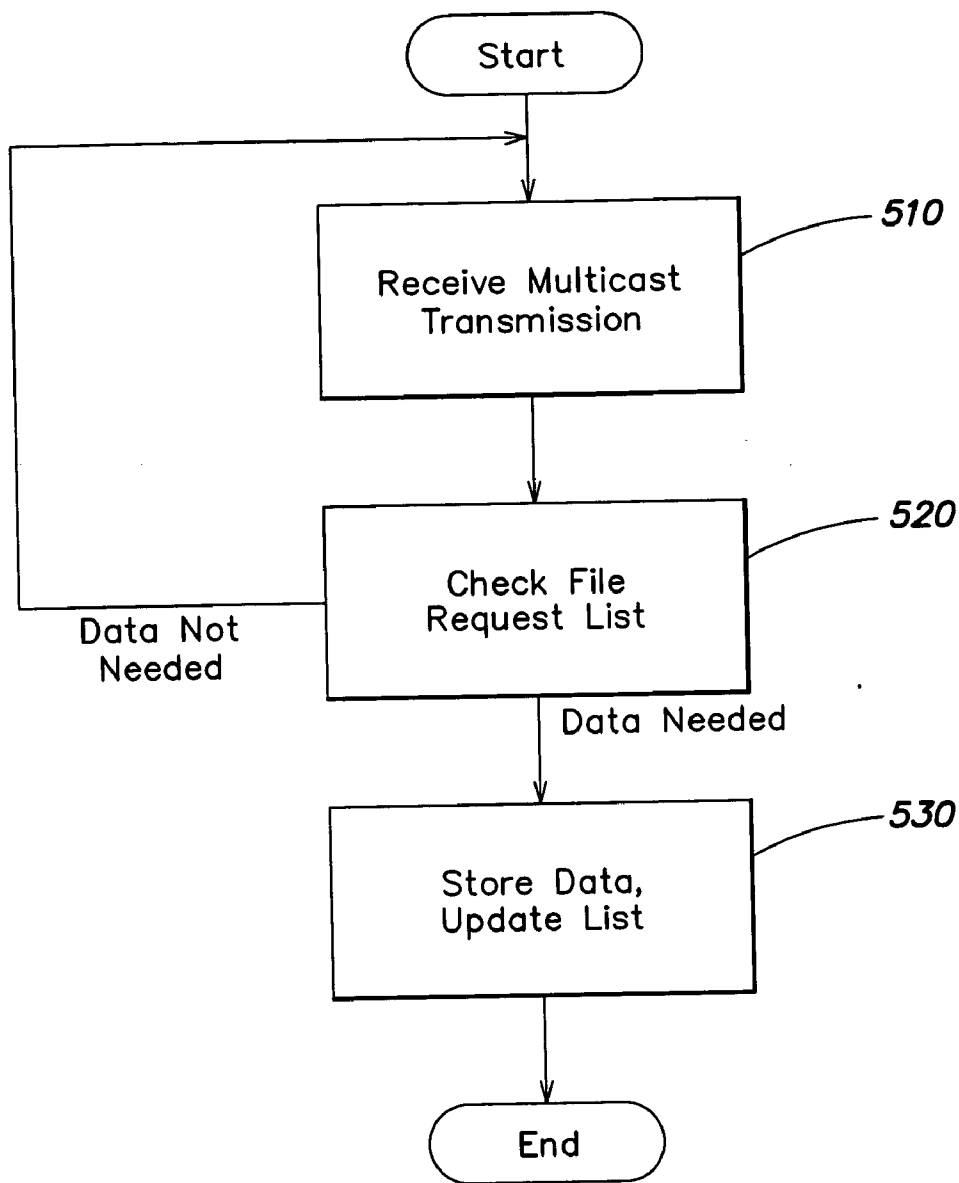 Start
510
Receive Multicast
Transmission
520
Check File
Request List
Data Not
Needed
Data Needed
530
Store Data,
Update List
End